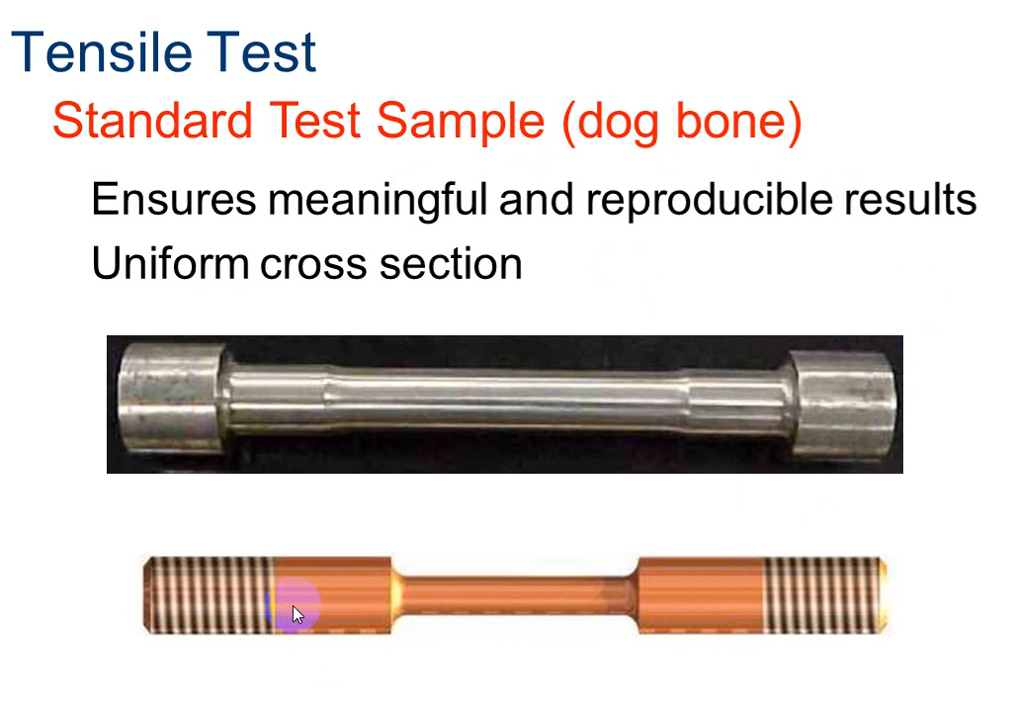 Tensile Test
Standard Test Sample (dog bone)
Ensures meaningful and reproducible results
Uniform cross section